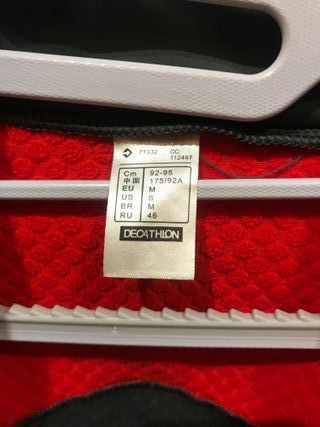 71332 CC:
112497
Cm 92-95
中国 175/92A
EU M
US S
BR M
RU 46
DECATHLON